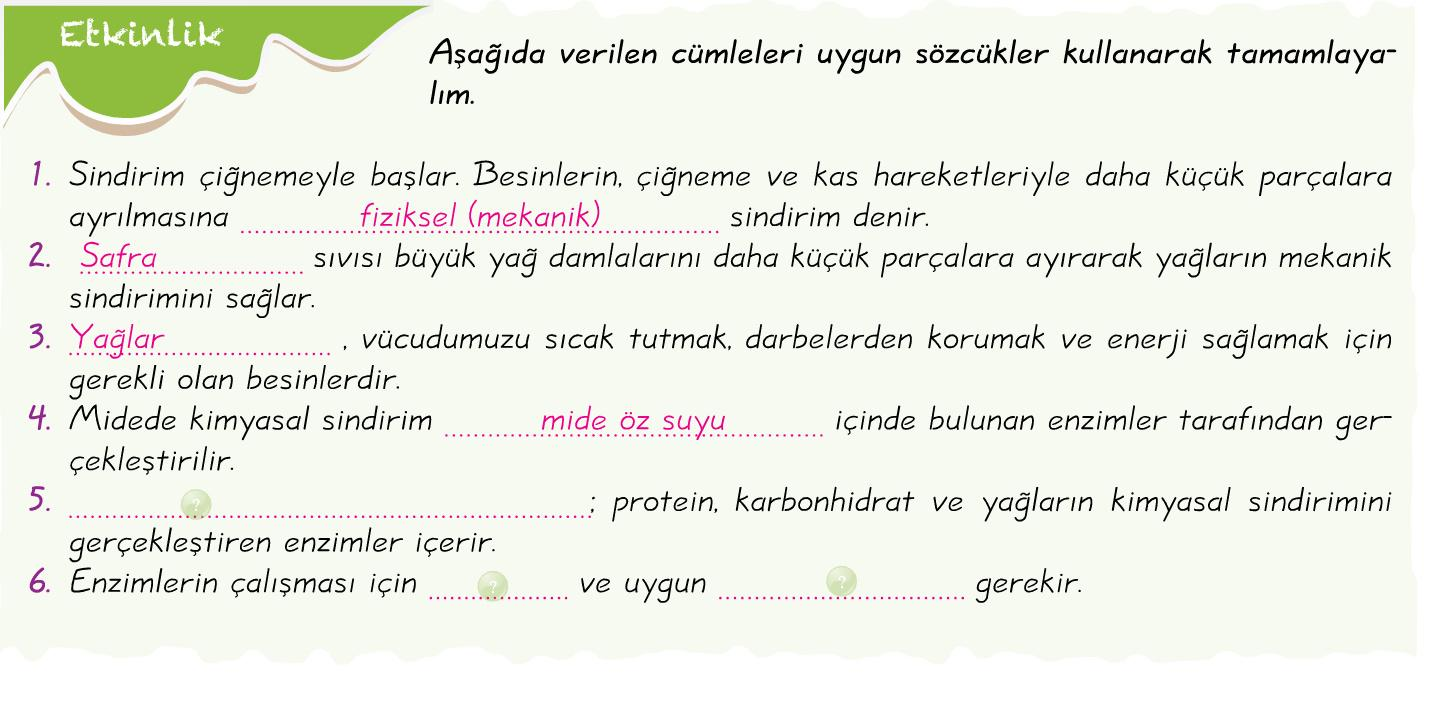 Etkinlik
Aşağıda verilen cümleleri uygun sözcükler kullanarak tamamlaya-
lım.
1. Sindirim çiğnemeyle başlar. Besinlerin, çiğneme ve kas hareketleriyle daha küçük parçalara
ayrılmasına fiziksel (mekanik) sindirim denir.
2. Safra sıvısı büyük yağ damlalarını daha küçük parçalara ayırarak yağların mekanik
sindirimini sağlar.
3. Yağlar , vücudumuzu sıcak tutmak, darbelerden korumak ve enerji sağlamak için
gerekli olan besinlerdir.
4. Midede kimyasal sindirim mide öz suyu içinde bulunan enzimler tarafından ger-
çekleştirilir.
5. ? ; protein, karbonhidrat ve yağların kimyasal sindirimini
gerçekleştiren enzimler içerir.
6. Enzimlerin çalışması için ? ve uygun ? gerekir.